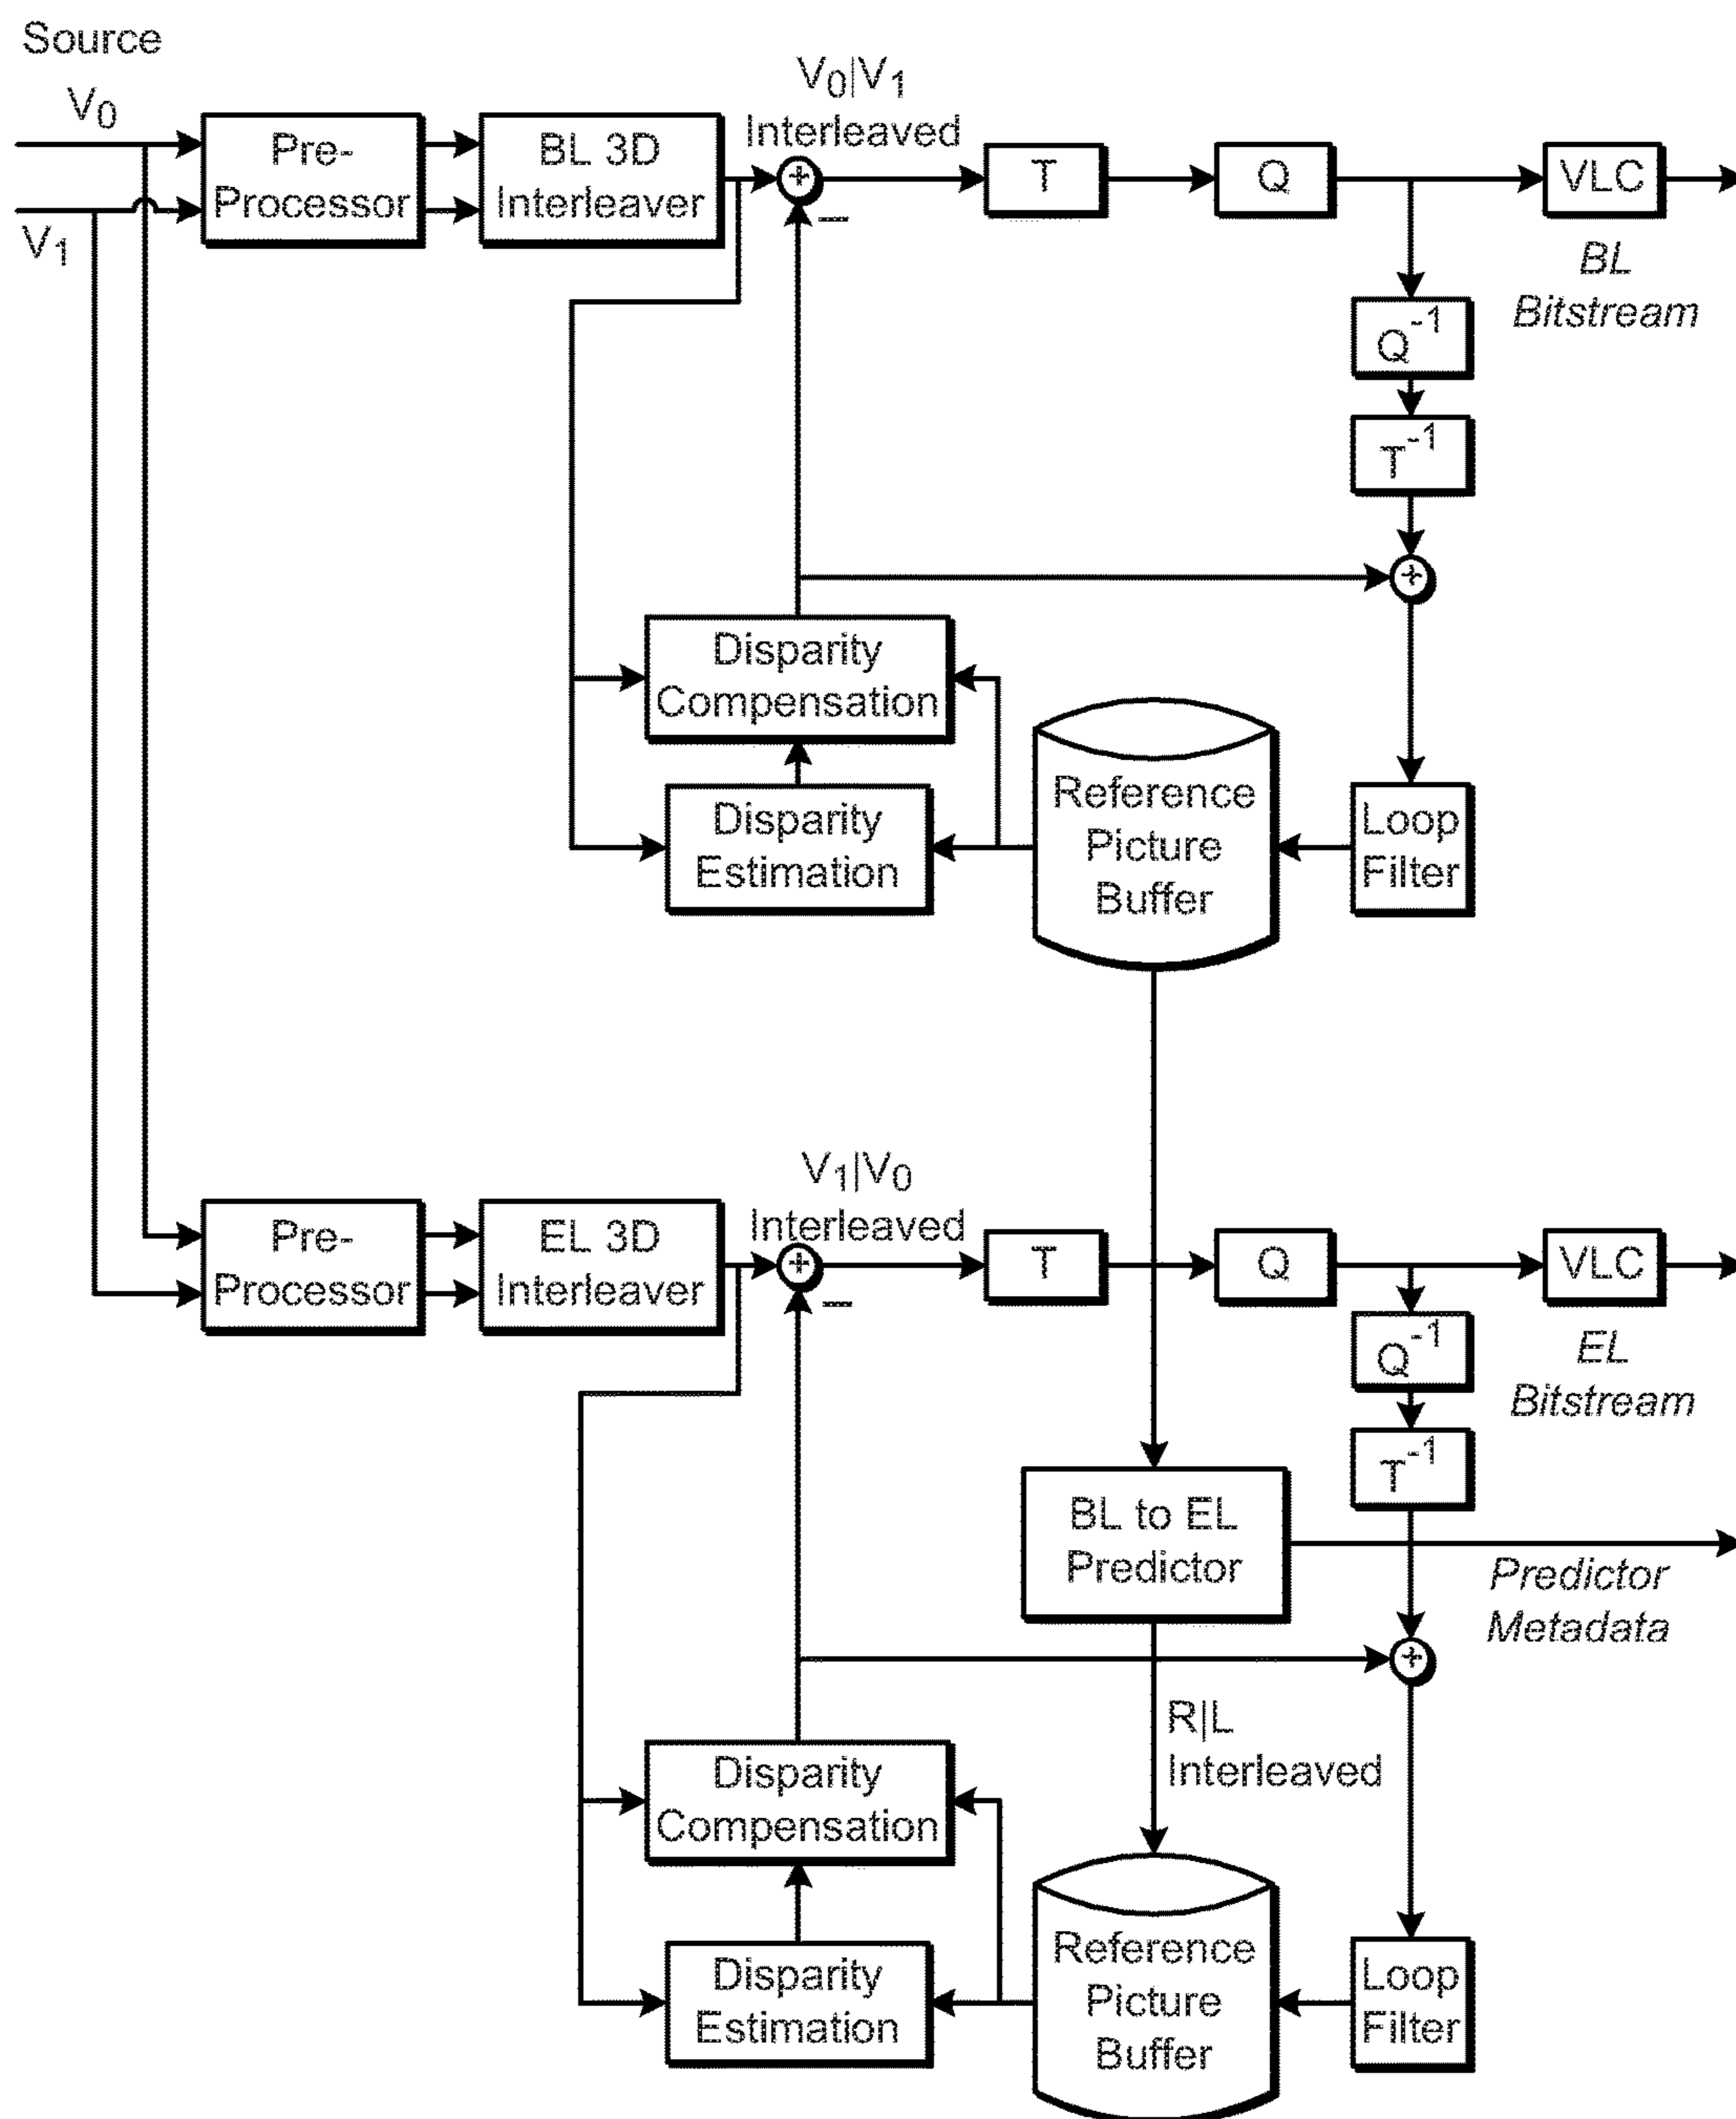 Source
V₀
V₁
Pre-
Processor
BL 3D
Interleaver
V₀|V₁
Interleaved
+
–
T
Q
VLC
BL
Bitstream
Q⁻¹
T⁻¹
+
Disparity
Compensation
Disparity
Estimation
Reference
Picture
Buffer
Loop
Filter
Pre-
Processor
EL 3D
Interleaver
V₁|V₀
Interleaved
+
–
T
Q
VLC
EL
Bitstream
Q⁻¹
T⁻¹
BL to EL
Predictor
Predictor
Metadata
+
R|L
Interleaved
Disparity
Compensation
Disparity
Estimation
Reference
Picture
Buffer
Loop
Filter